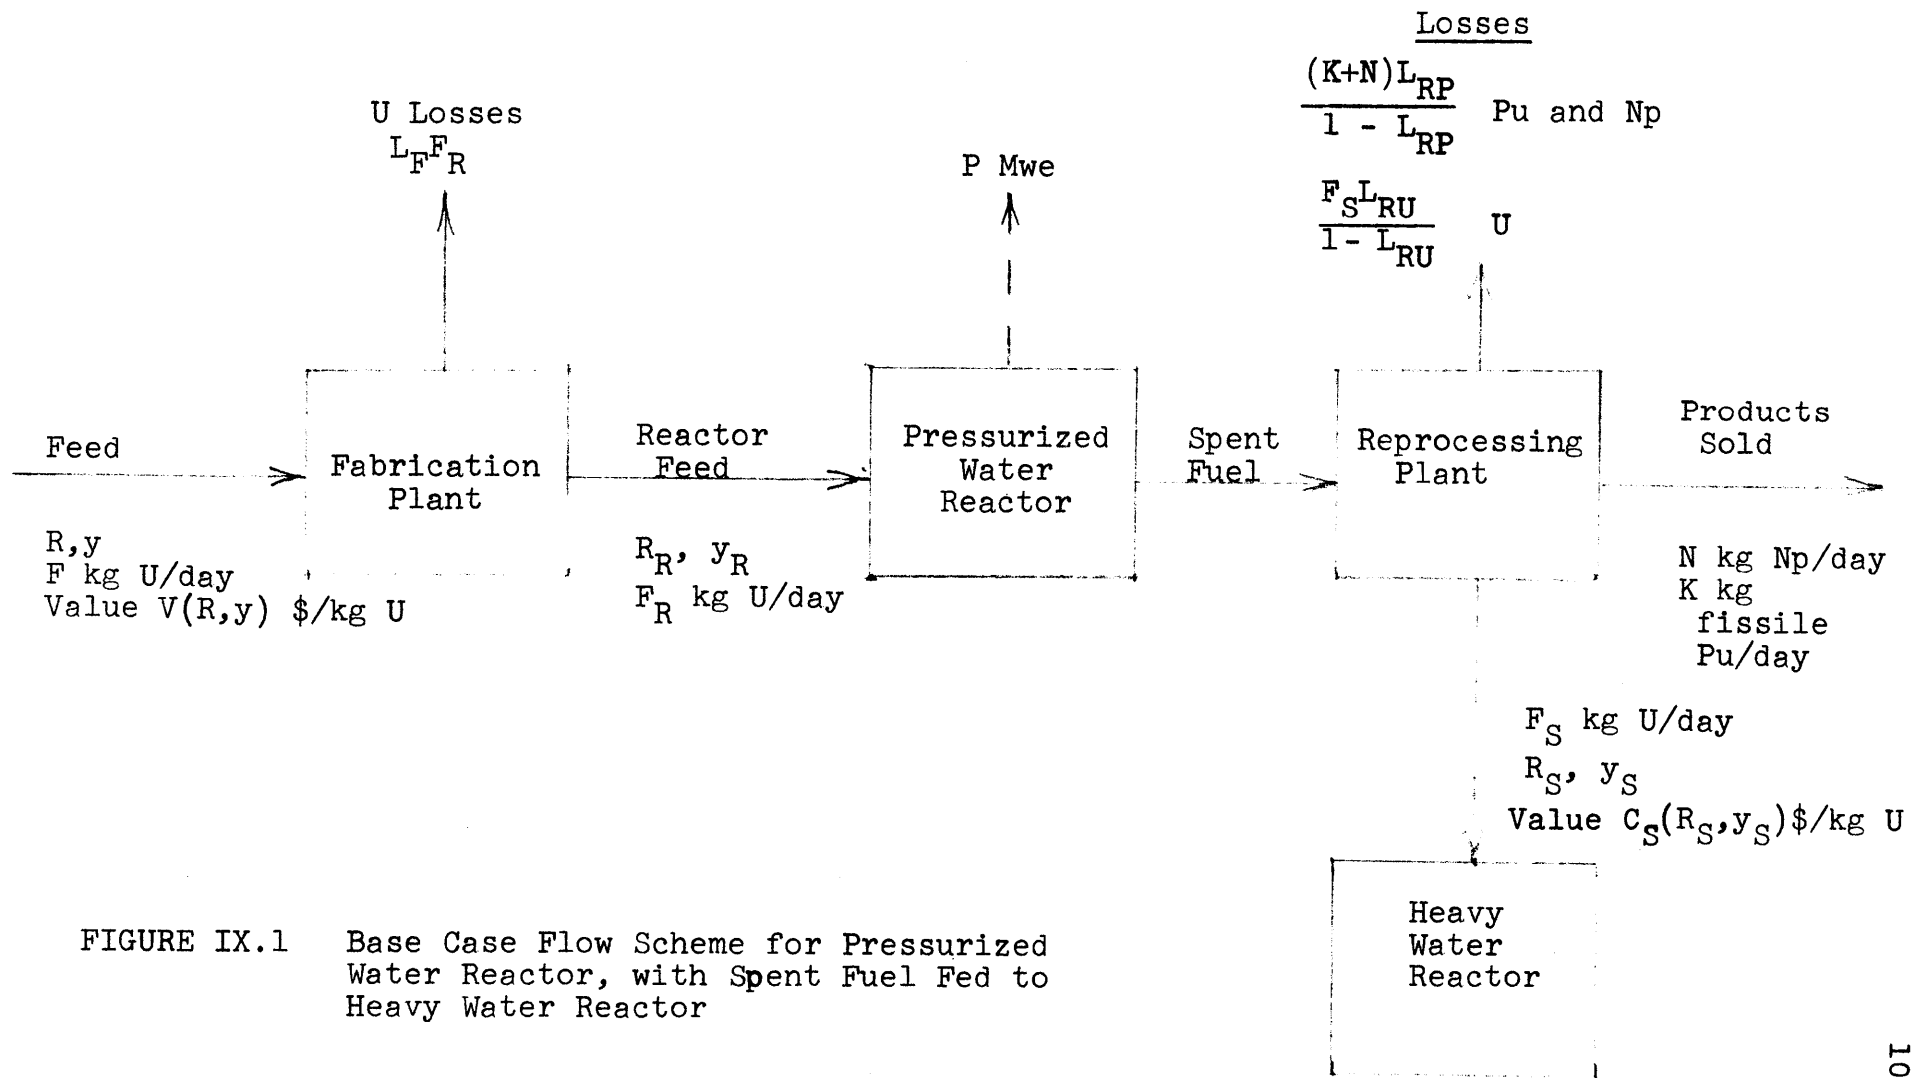 Losses
(K+N)L_RP
1 - L_RP
Pu and Np
F_S L_RU
1 - L_RU
U
U Losses
L_F F_R
P Mwe
Feed
R,y
F kg U/day
Value V(R,y) $/kg U
Fabrication
Plant
Reactor
Feed
R_R, y_R
F_R kg U/day
Pressurized
Water
Reactor
Spent
Fuel
Reprocessing
Plant
Products
Sold
N kg Np/day
K kg
fissile
Pu/day
F_S kg U/day
R_S, y_S
Value C_S(R_S,y_S)$/kg U
Heavy
Water
Reactor
FIGURE IX.1 Base Case Flow Scheme for Pressurized
Water Reactor, with Spent Fuel Fed to
Heavy Water Reactor
10